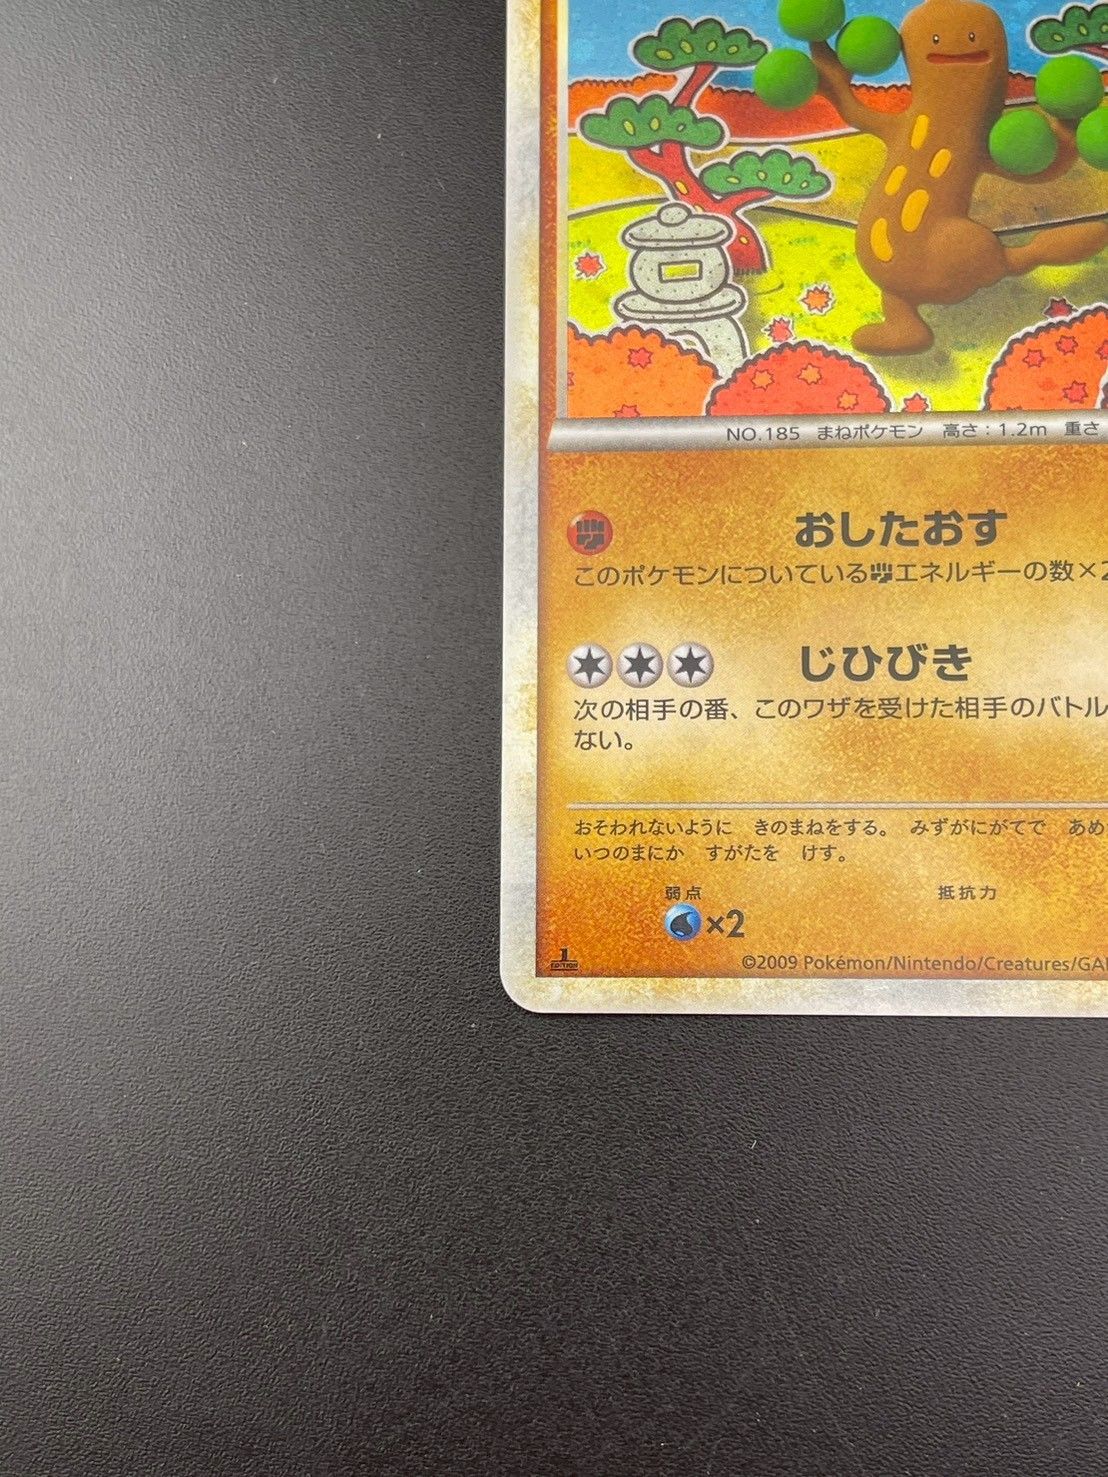 NO.185 まねポケモン 高さ：1.2m 重さ
おしたおす
このポケモンについているエネルギーの数×2
じひびき
次の相手の番、このワザを受けた相手のバトル
ない。
おそわれないように きのまねをする。 みずがにがてで あめ
いつのまにか すがたを けす。
弱点 抵抗力
×2
1 EDITION ©2009 Pokémon/Nintendo/Creatures/GA